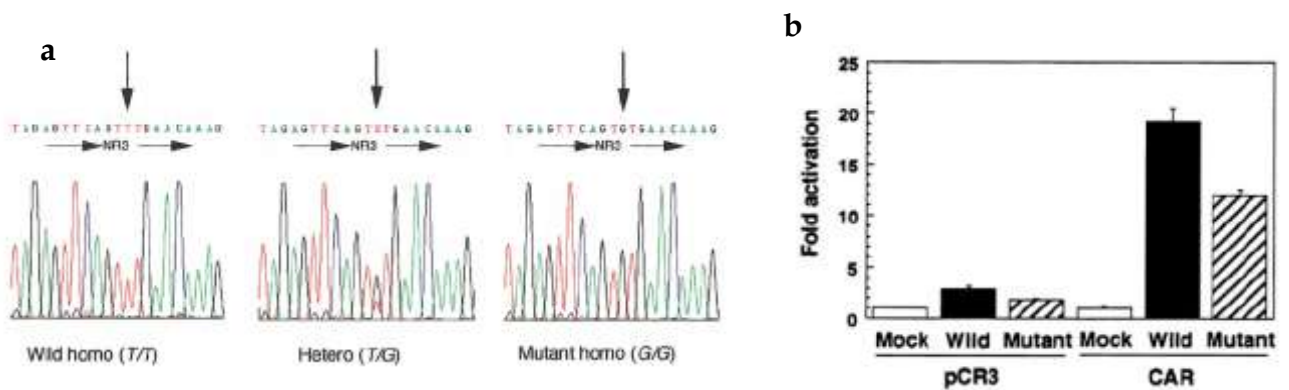 a
b
TAGAGTTCAGTTTGAACAAAG
TAGAGTTCAGTGTGAACAAAG
NR3 NR3 NR3
Wild homo (T/T) Hetero (T/G) Mutant homo (G/G)
25
20
15
10
5
0
Fold activation
Mock Wild Mutant Mock Wild Mutant
pCR3 CAR